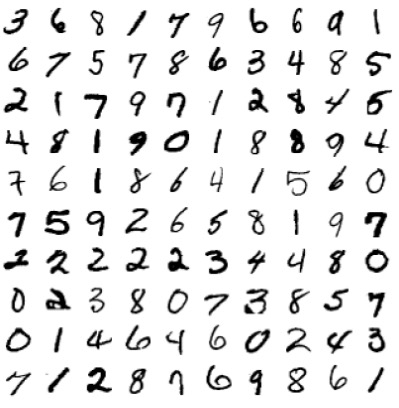 3 6 8 1 7 9 6 6 9 1
6 7 5 7 8 6 3 4 8 5
2 1 7 9 7 1 2 8 4 5
4 8 1 9 0 1 8 8 9 4
7 6 1 8 6 4 1 5 6 0
7 5 9 2 6 5 8 1 9 7
2 2 2 2 2 3 4 4 8 0
0 2 3 8 0 7 3 8 5 7
0 1 4 6 4 6 0 2 4 3
7 1 2 8 7 6 9 8 6 1